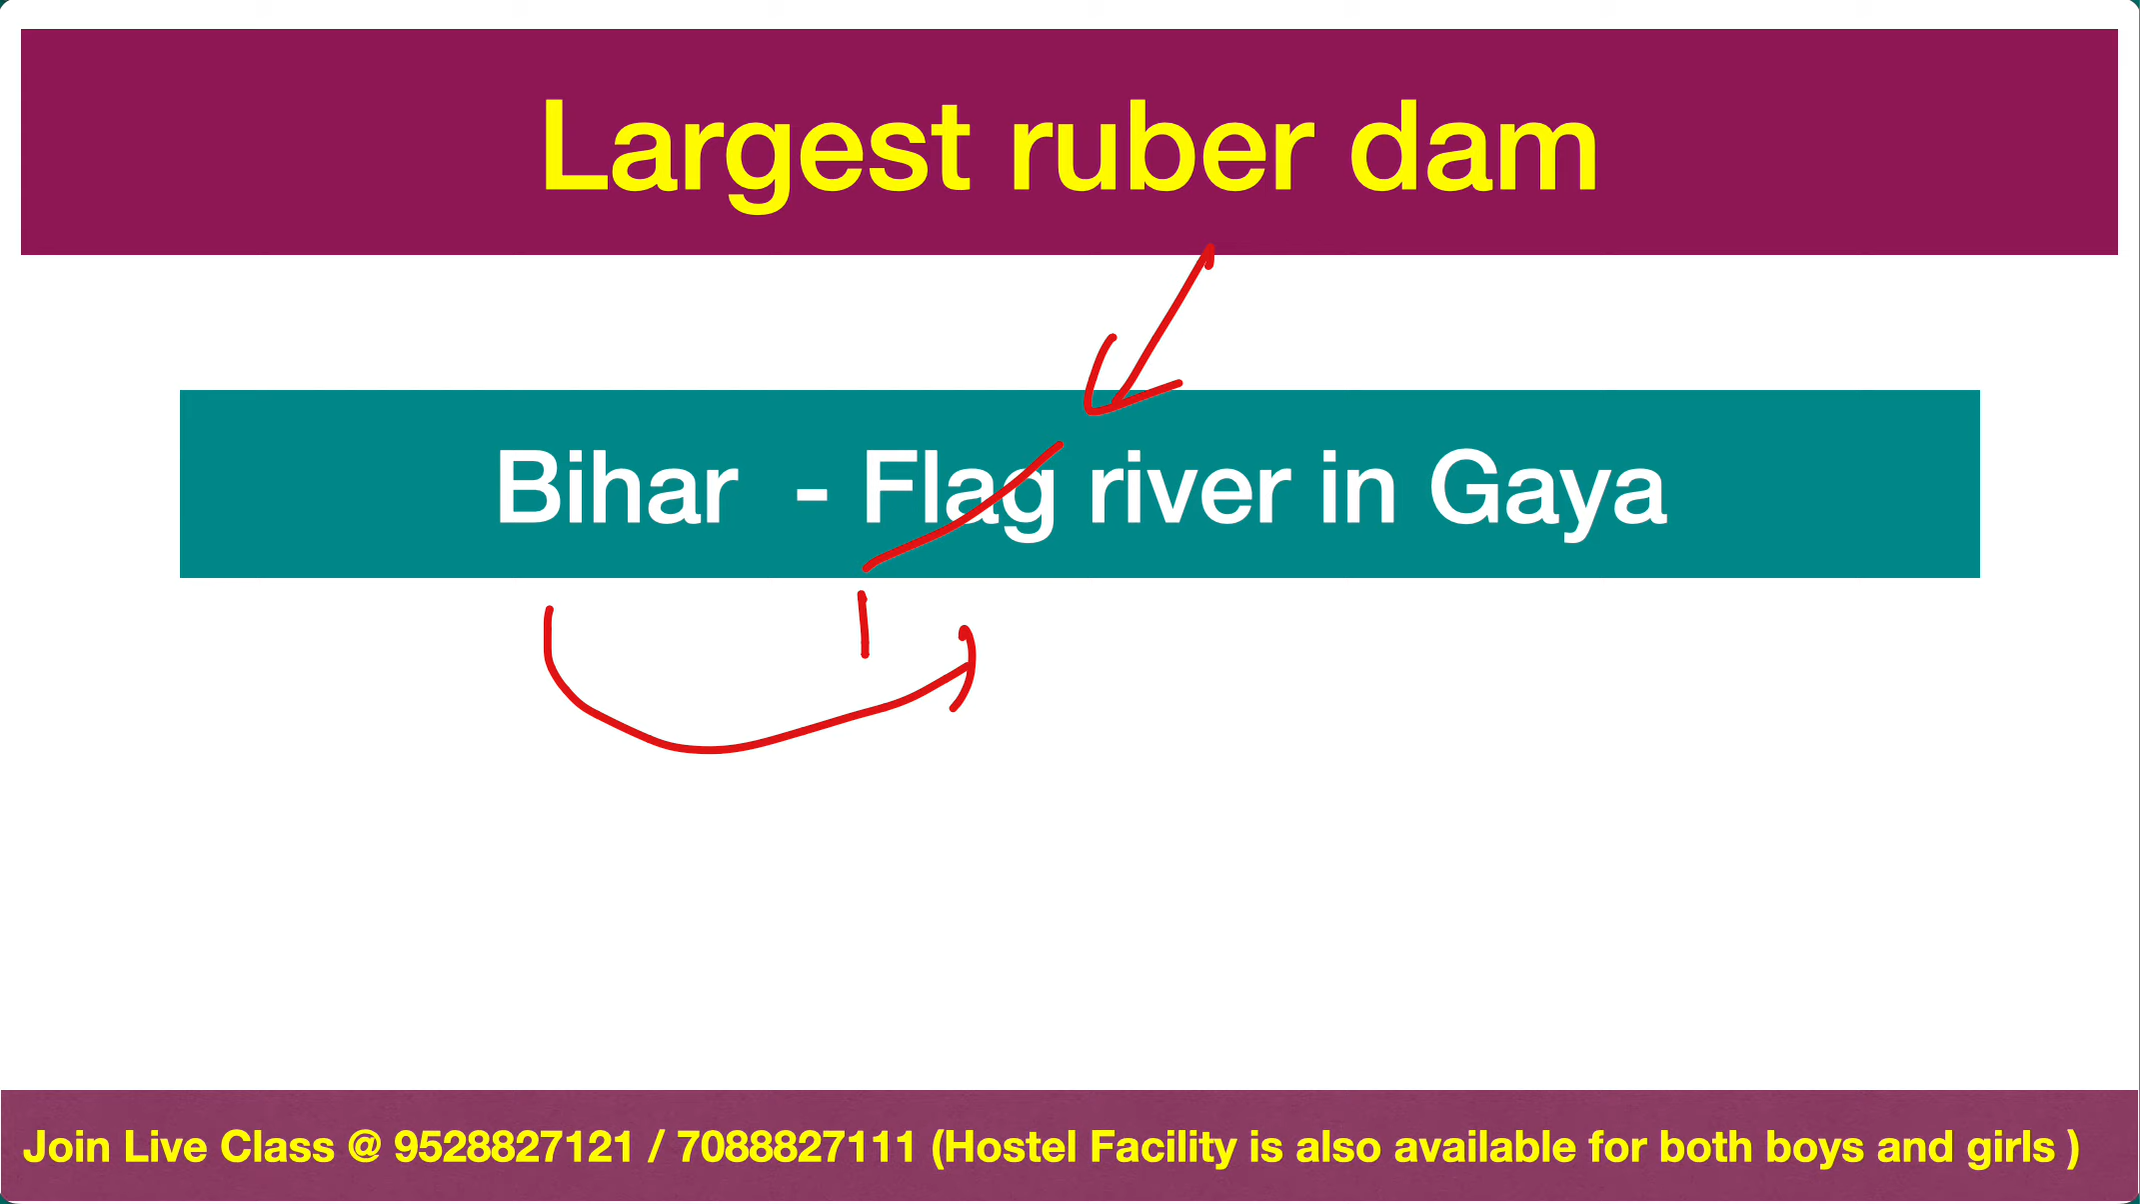 Largest ruber dam
Bihar - Flag river in Gaya
Join Live Class @ 9528827121 / 7088827111 (Hostel Facility is also available for both boys and girls )